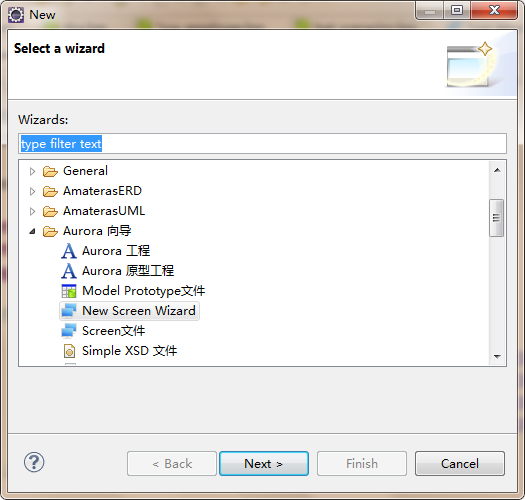 New
Select a wizard
Wizards:
type filter text
General
AmaterasERD
AmaterasUML
Aurora 向导
Aurora 工程
Aurora 原型工程
Model Prototype文件
New Screen Wizard
Screen文件
Simple XSD 文件
< Back
Next >
Finish
Cancel